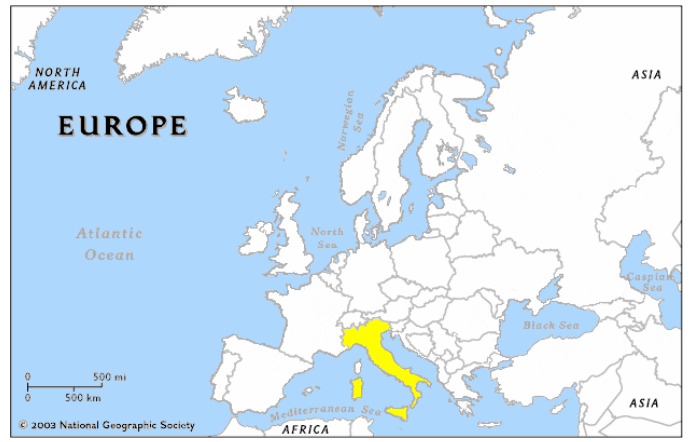 NORTH
AMERICA
ASIA
EUROPE
Norwegian
Sea
Atlantic
Ocean
North
Sea
Caspian
Sea
Black Sea
0 500 mi
0 500 km
Mediterranean Sea
ASIA
© 2003 National Geographic Society
AFRICA